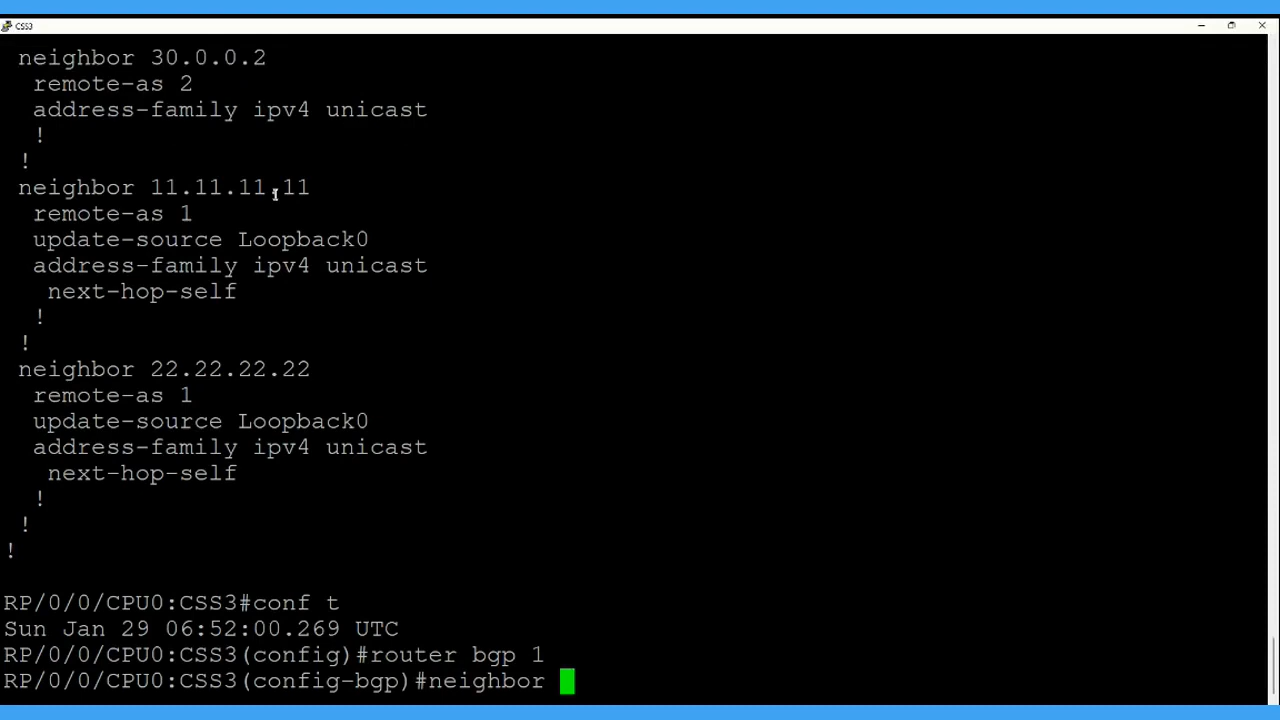 CSS3
neighbor 30.0.0.2
remote-as 2
address-family ipv4 unicast
!
!
neighbor 11.11.11.11
remote-as 1
update-source Loopback0
address-family ipv4 unicast
next-hop-self
!
!
neighbor 22.22.22.22
remote-as 1
update-source Loopback0
address-family ipv4 unicast
next-hop-self
!
!
!
RP/0/0/CPU0:CSS3#conf t
Sun Jan 29 06:52:00.269 UTC
RP/0/0/CPU0:CSS3(config)#router bgp 1
RP/0/0/CPU0:CSS3(config-bgp)#neighbor